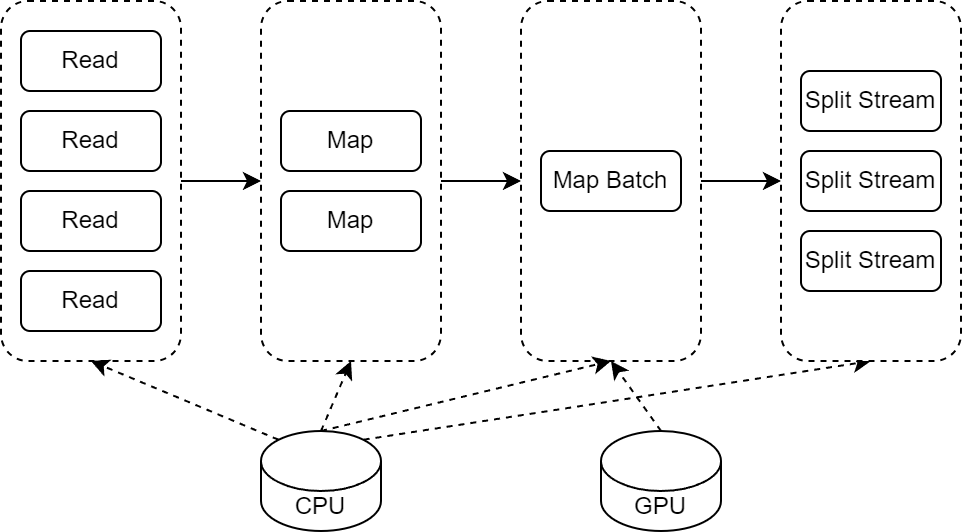 Read
Read
Read
Read
Map
Map
Map Batch
Split Stream
Split Stream
Split Stream
CPU
GPU